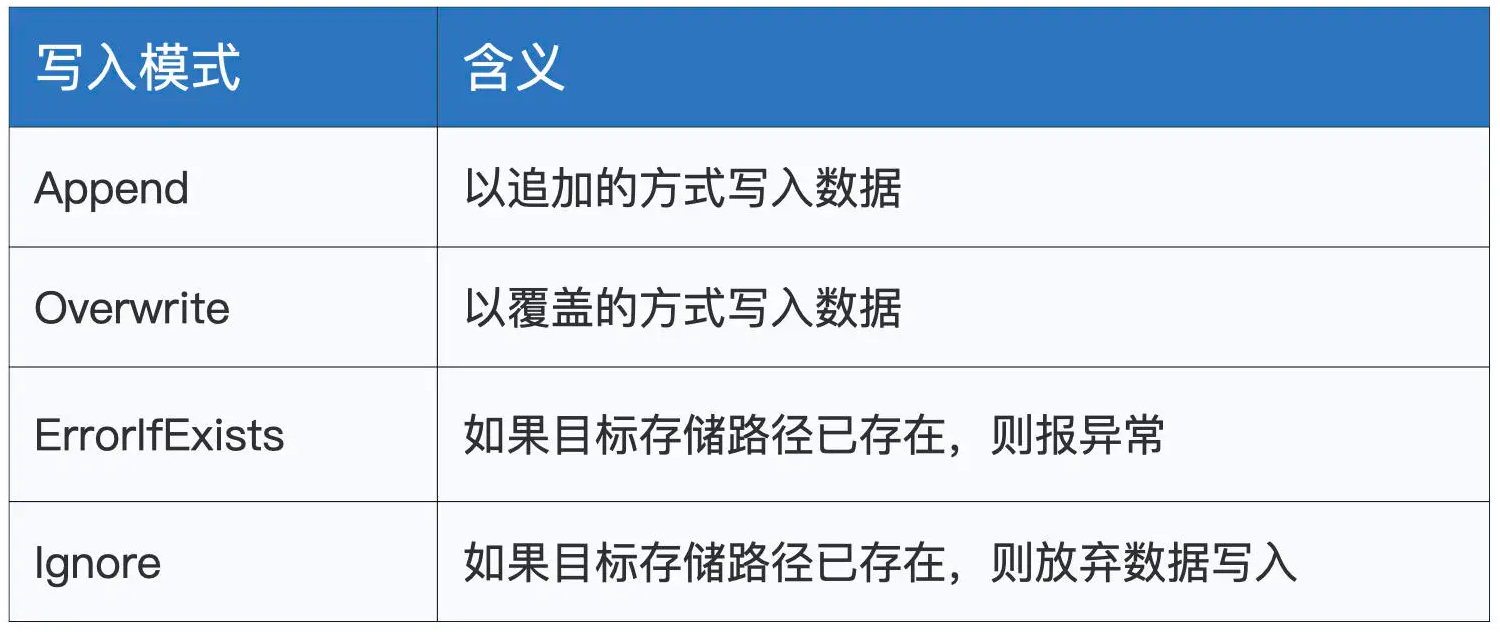 写入模式 含义
Append 以追加的方式写入数据
Overwrite 以覆盖的方式写入数据
ErrorIfExists 如果目标存储路径已存在，则报异常
Ignore 如果目标存储路径已存在，则放弃数据写入